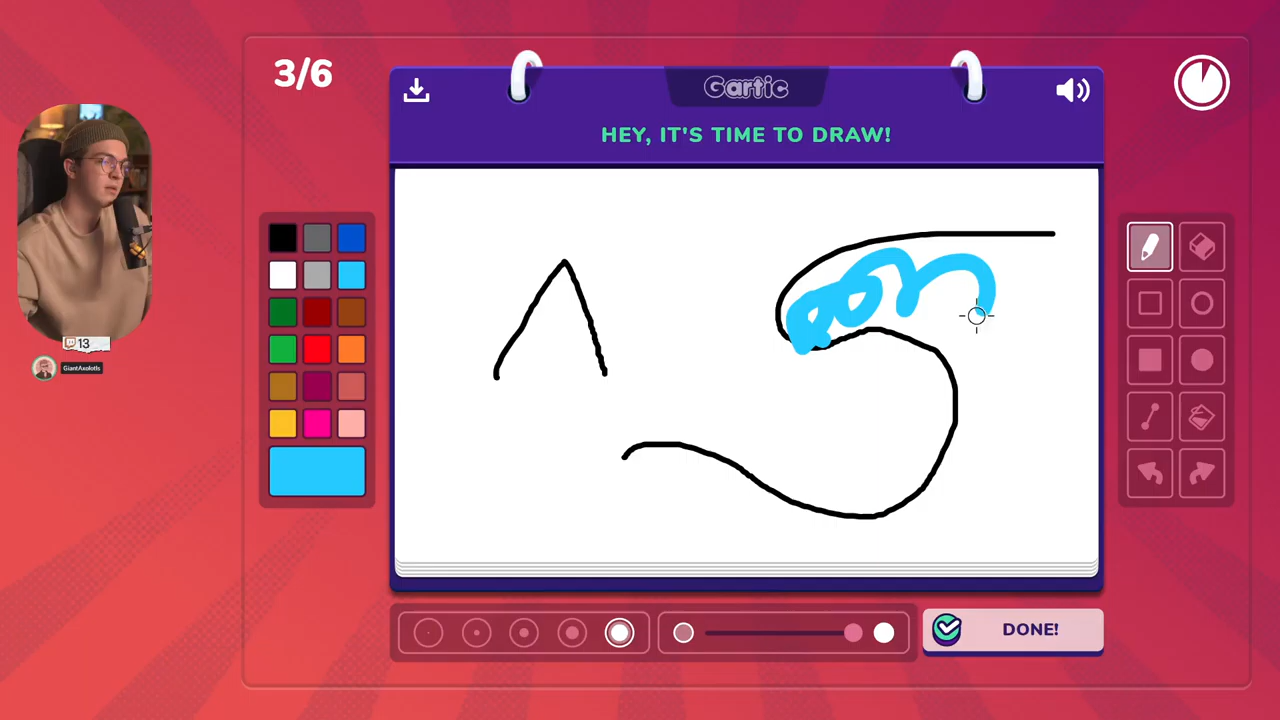 3/6
Gartic
HEY, IT'S TIME TO DRAW!
13
GiantAxolotls
DONE!